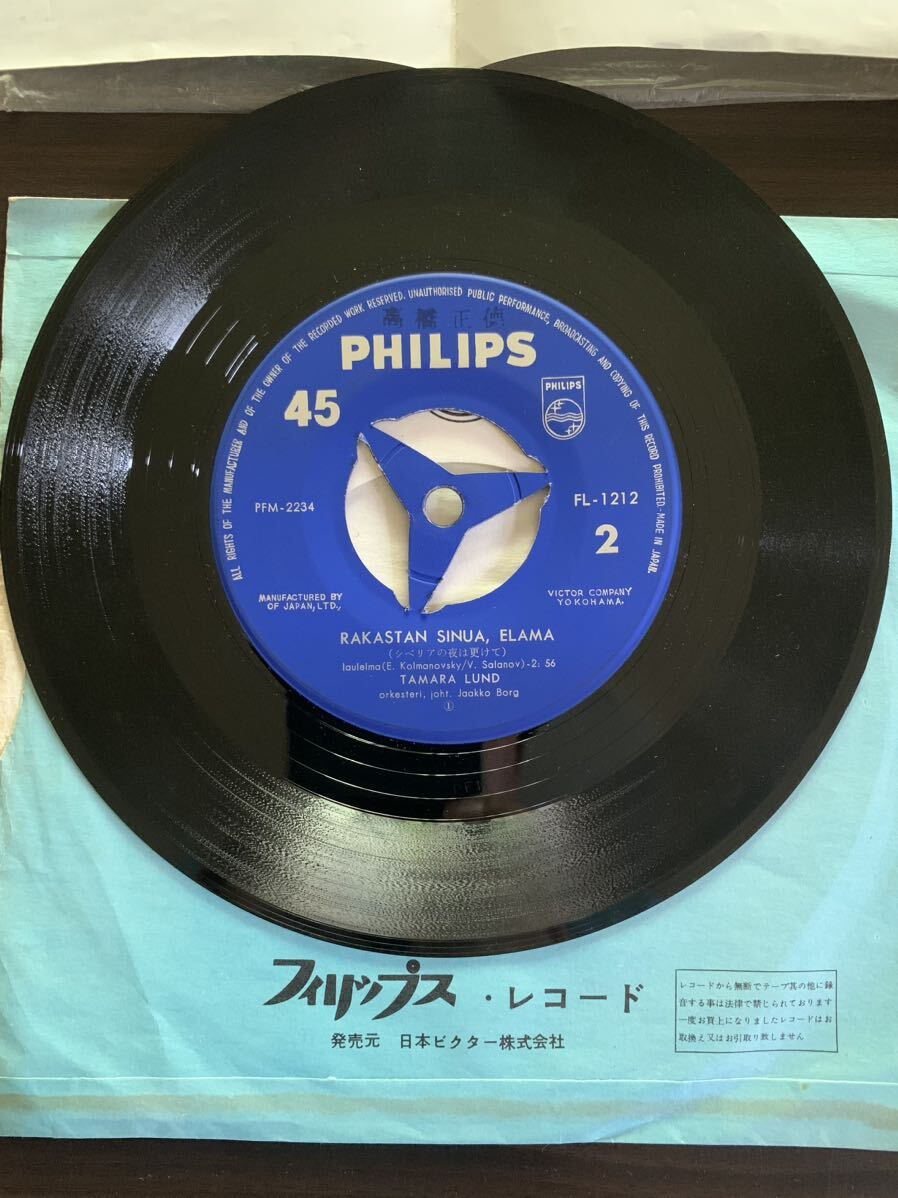 ALL RIGHTS OF THE MANUFACTURER AND OF THE OWNER OF THE RECORDED WORK RESERVED. UNAUTHORISED PUBLIC PERFORMANCE, BROADCASTING AND COPYING OF THIS RECORD PROHIBITED-MADE IN JAPAN.
高橋正
PHILIPS
45
PHILIPS
PFM-2234
FL-1212
2
MANUFACTURED BY
OF JAPAN, LTD.,
VICTOR COMPANY
YOKOHAMA.
RAKASTAN SINUA, ELAMA
(シベリアの夜は更けて)
laulelma(E. Kolmanovsky/V. Salanov)-2: 56
TAMARA LUND
orkesteri, joht. Jaakko Borg
①
フィリップス・レコード
発売元 日本ビクター株式会社
レコードから無断でテープ其の他に録
音する事は法律で禁じられております
一度お買上になりましたレコードはお
取換え又はお引取り致しません